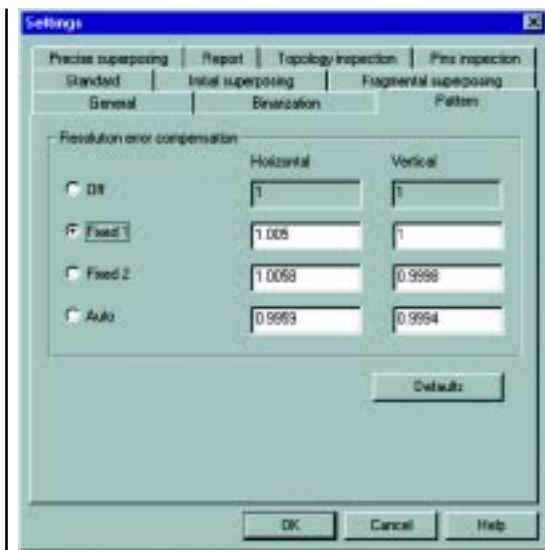 Settings
Precise superposing Report Topology inspection Pins inspection
Standard Initial superposing Fragmental superposing
General Binarization Pattern
Resolution error compensation
Horizontal Vertical
Off 1 1
Fixed 1 1.005 1
Fixed 2 1.0058 0.9998
Auto 0.9959 0.9994
Defaults
OK Cancel Help